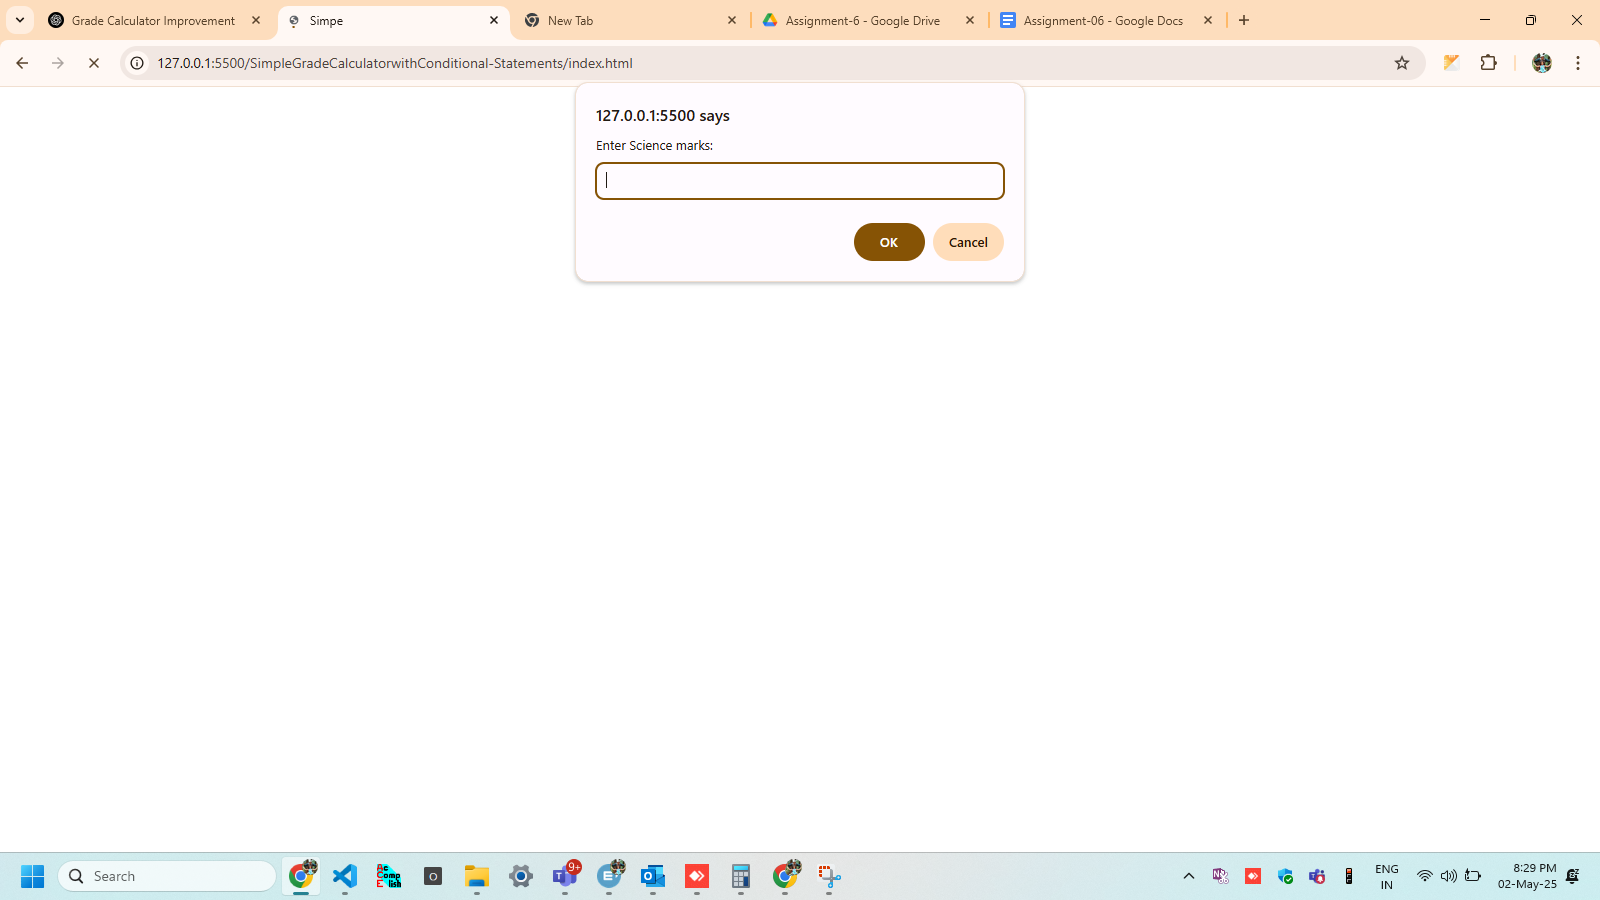 Grade Calculator Improvement
Simpe
New Tab
Assignment-6 - Google Drive
Assignment-06 - Google Docs
127.0.0.1:5500/SimpleGradeCalculatorwithConditional-Statements/index.html
127.0.0.1:5500 says
Enter Science marks:
OK
Cancel
Search
9+
ENG
IN
8:29 PM
02-May-25